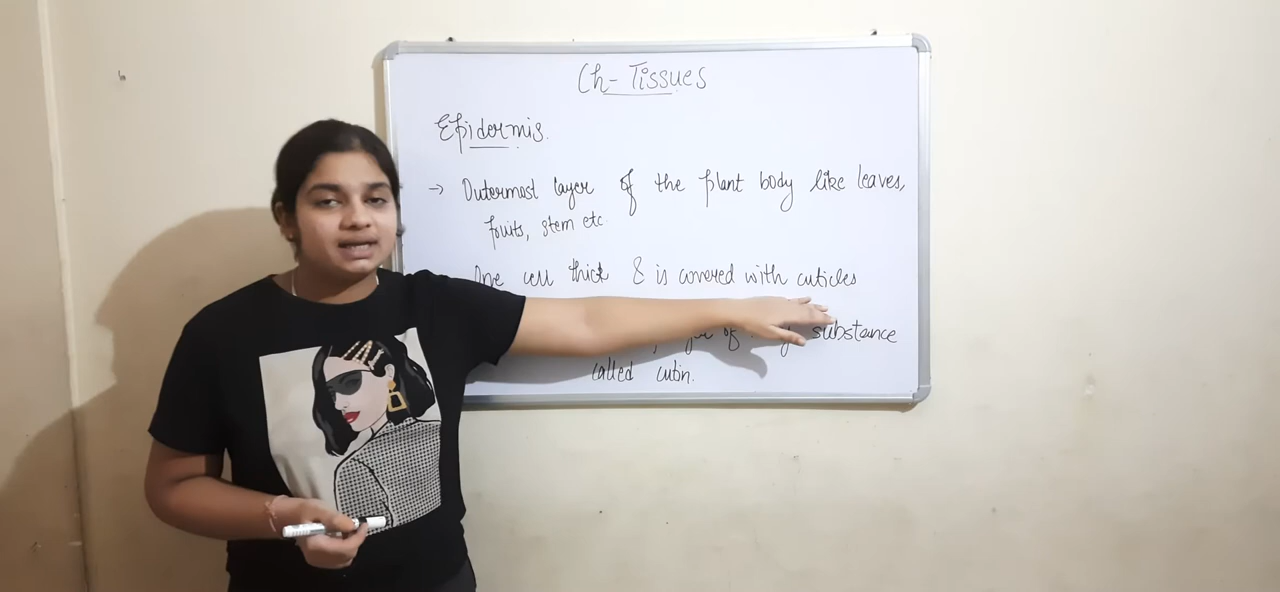 Ch- Tissues
Epidermis.
→ Outermost layer of the plant body like leaves,
fruits, stem etc.
One cell thick & is covered with cuticles
of substance
called cutin.